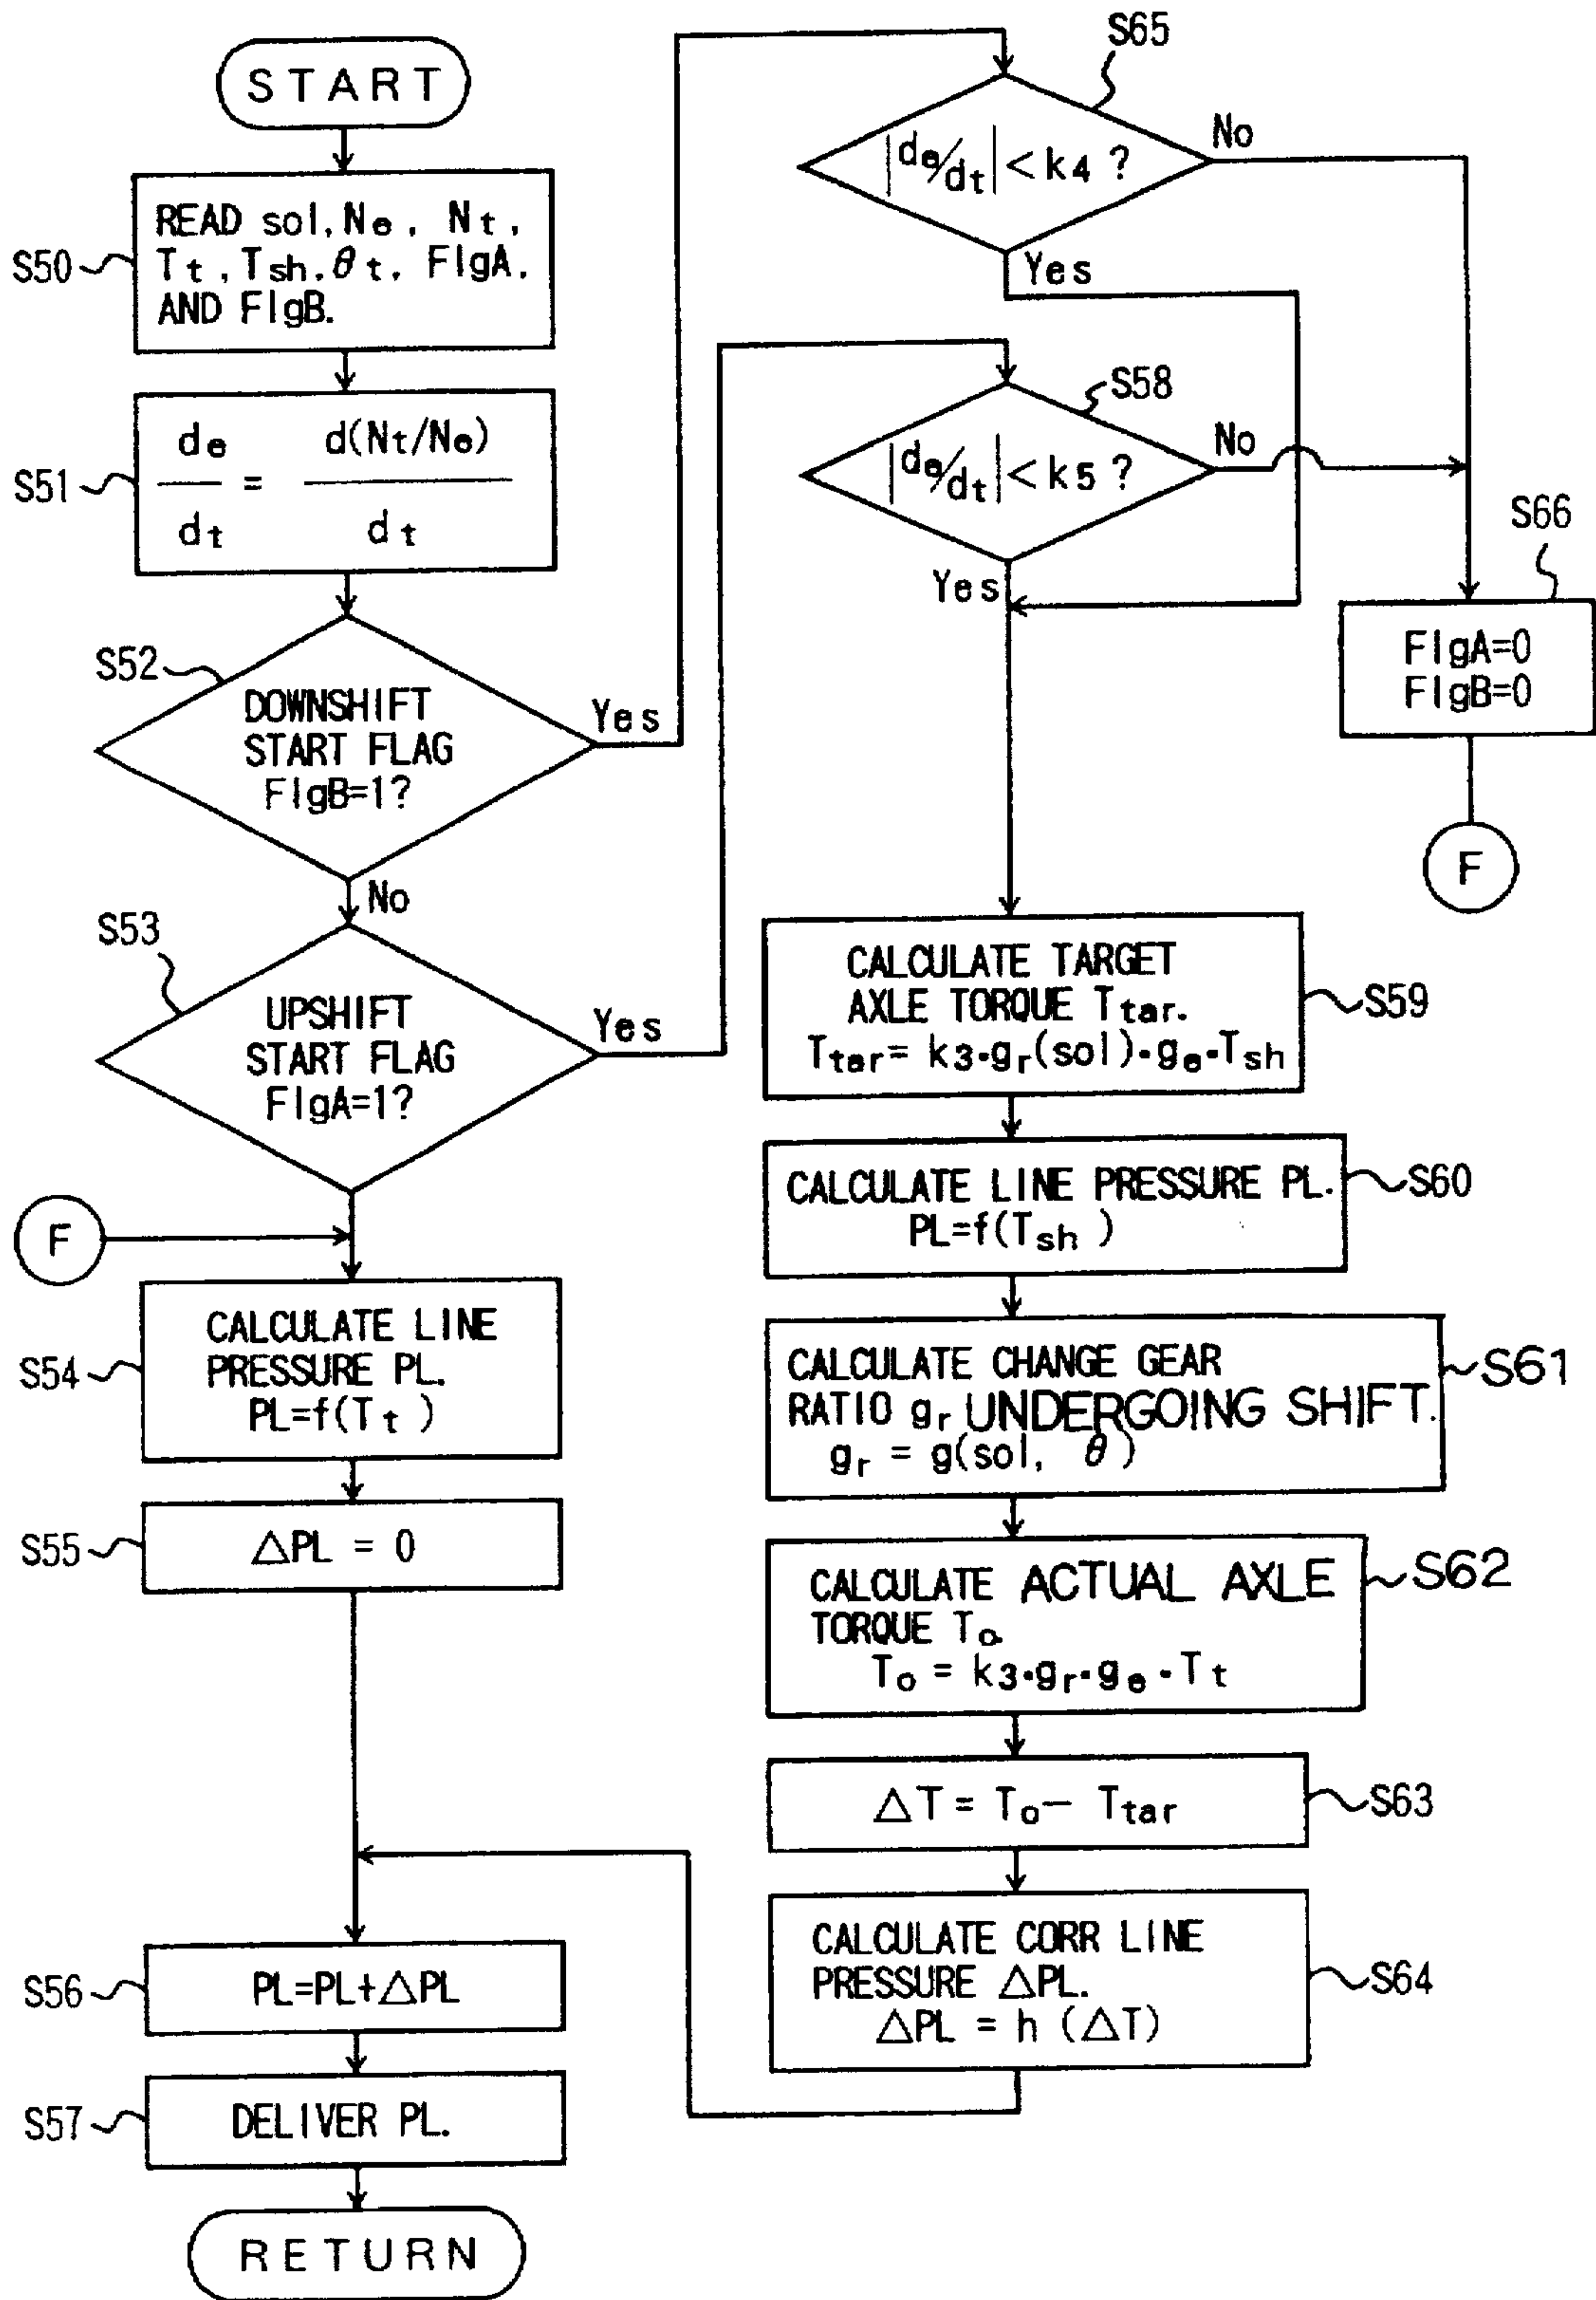 START
S50
READ sol, Ne, Nt,
Tt, Tsh, θt, FlgA,
AND FlgB.
S51
de/dt = d(Nt/Ne)/dt
S52
DOWNSHIFT
START FLAG
FlgB=1?
Yes
No
S53
UPSHIFT
START FLAG
FlgA=1?
Yes
F
S54
CALCULATE LINE
PRESSURE PL.
PL=f(Tt)
S55
△PL = 0
S56
PL=PL+△PL
S57
DELIVER PL.
RETURN
S65
|de/dt| < k4 ?
No
Yes
S58
|de/dt| < k5 ?
No
Yes
S66
FlgA=0
FlgB=0
F
S59
CALCULATE TARGET
AXLE TORQUE Ttar.
Ttar= k3·gr(sol)·ge·Tsh
S60
CALCULATE LINE PRESSURE PL.
PL=f(Tsh)
S61
CALCULATE CHANGE GEAR
RATIO gr UNDERGOING SHIFT.
gr = g(sol, θ)
S62
CALCULATE ACTUAL AXLE
TORQUE To.
To = k3·gr·ge·Tt
S63
△T = To− Ttar
S64
CALCULATE CORR LINE
PRESSURE △PL.
△PL = h (△T)